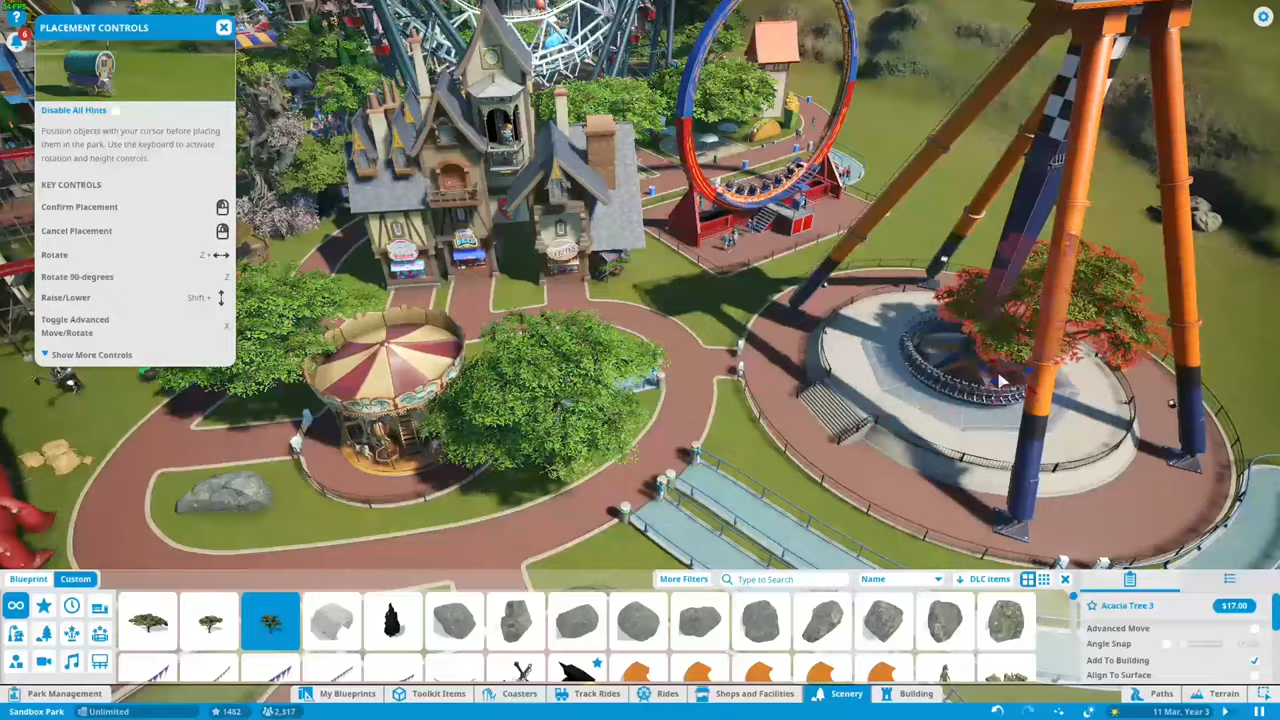 84 FPS
?
6
PLACEMENT CONTROLS
Disable All Hints
Position objects with your cursor before placing
them in the park. Use the keyboard to activate
rotation and height controls.
KEY CONTROLS
Confirm Placement
Cancel Placement
Rotate Z +
Rotate 90-degrees Z
Raise/Lower Shift +
Toggle Advanced
Move/Rotate X
Show More Controls
Blueprint Custom More Filters Type to Search Name DLC items
Acacia Tree 3 $17.00
Advanced Move
Angle Snap
Add To Building
Align To Surface
Park Management My Blueprints Toolkit Items Coasters Track Rides Rides Shops and Facilities Scenery Building Paths Terrain
Sandbox Park Unlimited 1482 2,317 11 Mar, Year 3